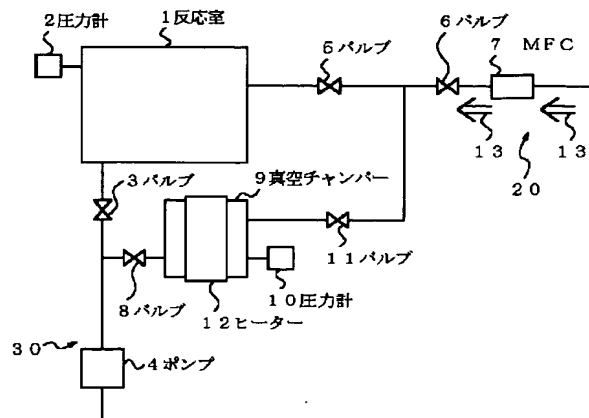 ２圧力計
１反応室
５バルブ
６バルブ
７ ＭＦＣ
１３
１３
２０
３バルブ
９真空チャンバー
１１バルブ
８バルブ
１０圧力計
１２ヒーター
３０
４ポンプ